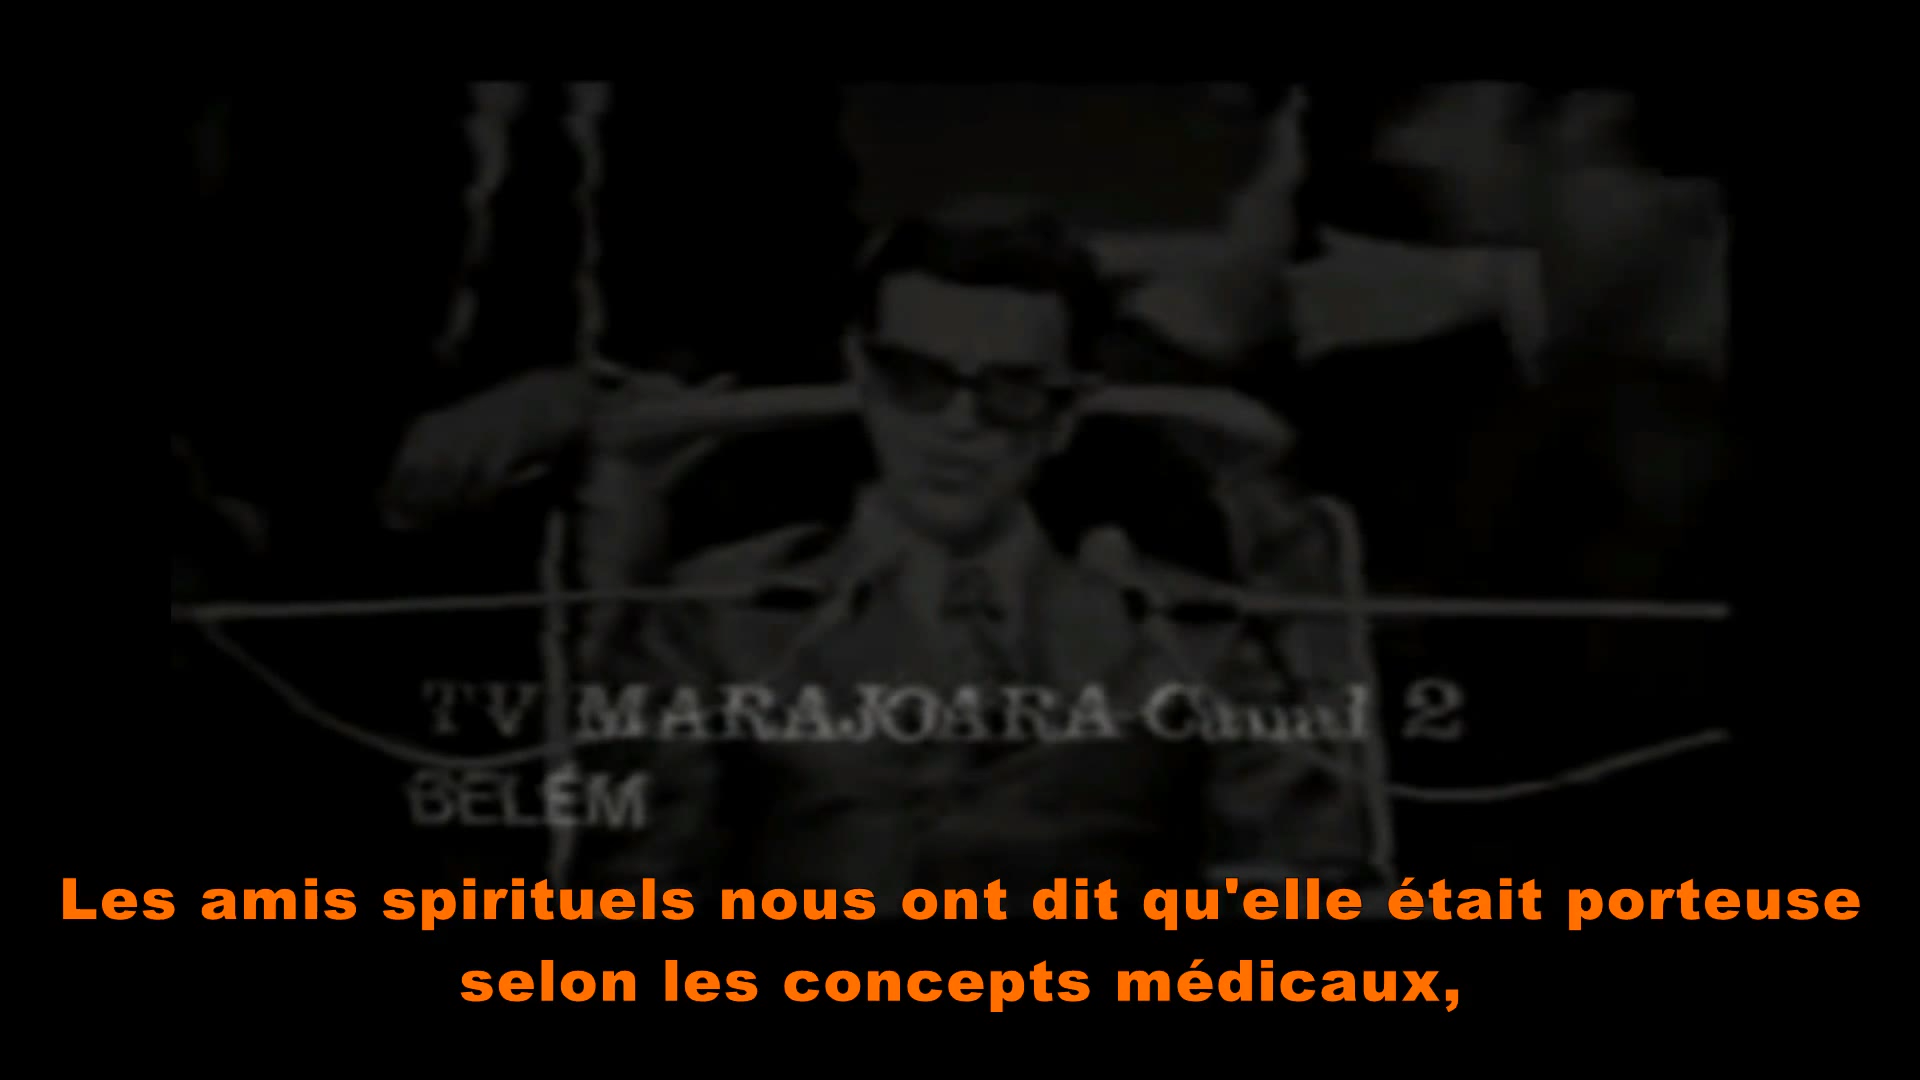 TV MARAJOARA Canal 2
BELÉM
Les amis spirituels nous ont dit qu'elle était porteuse
selon les concepts médicaux,